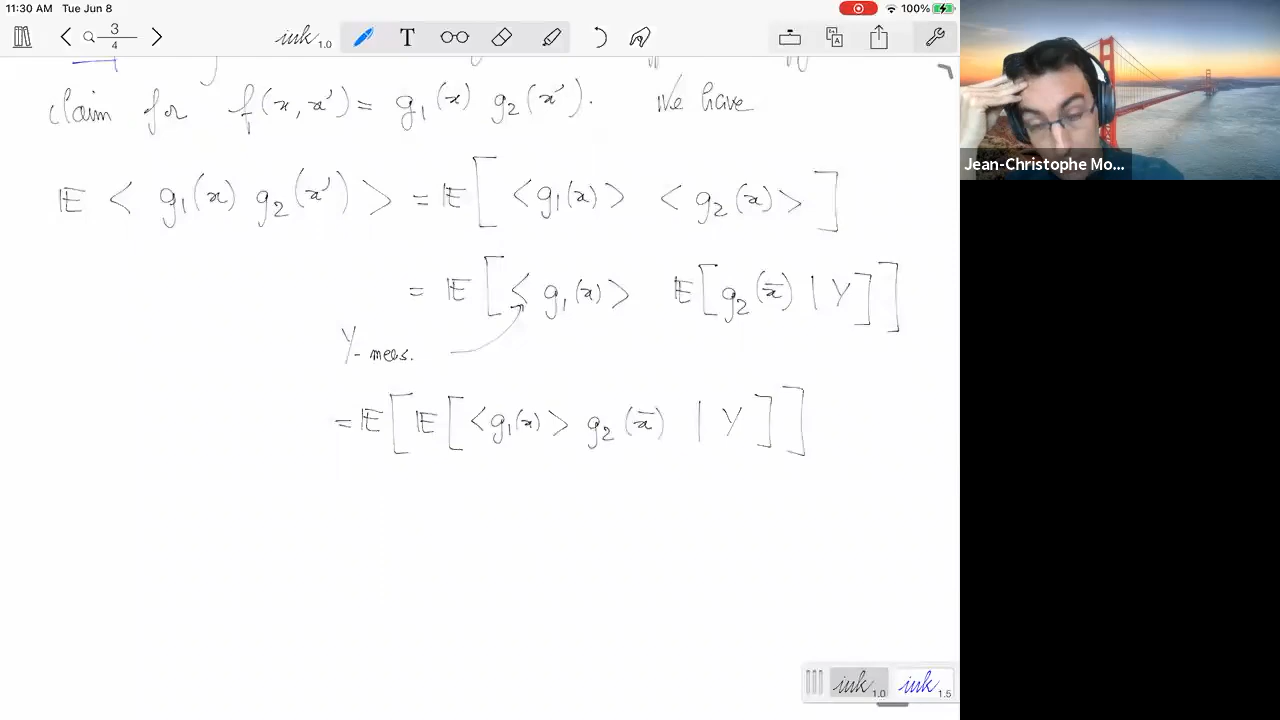 11:30 AM Tue Jun 8
100%
3
4
ink 1.0
T
claim for f(x, x') = g₁(x) g₂(x'). We have
𝔼 < g₁(x) g₂(x') > = 𝔼 [ <g₁(x)> <g₂(x)> ]
= 𝔼 [ < g₁(x) > 𝔼[ g₂(x̄) | Y ] ]
Y-meas.
= 𝔼 [ 𝔼 [ <g₁(x)> g₂(x̄) | Y ] ]
Jean-Christophe Mo...
ink 1.0 ink 1.5